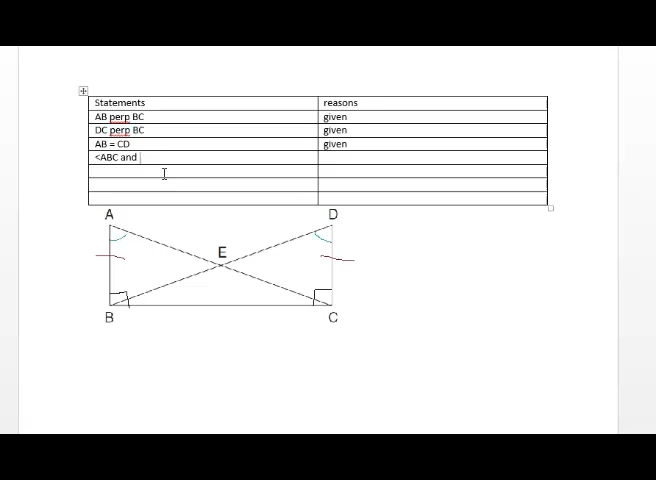 Statements reasons
AB perp BC given
DC perp BC given
AB = CD given
<ABC and
A D
E
B C